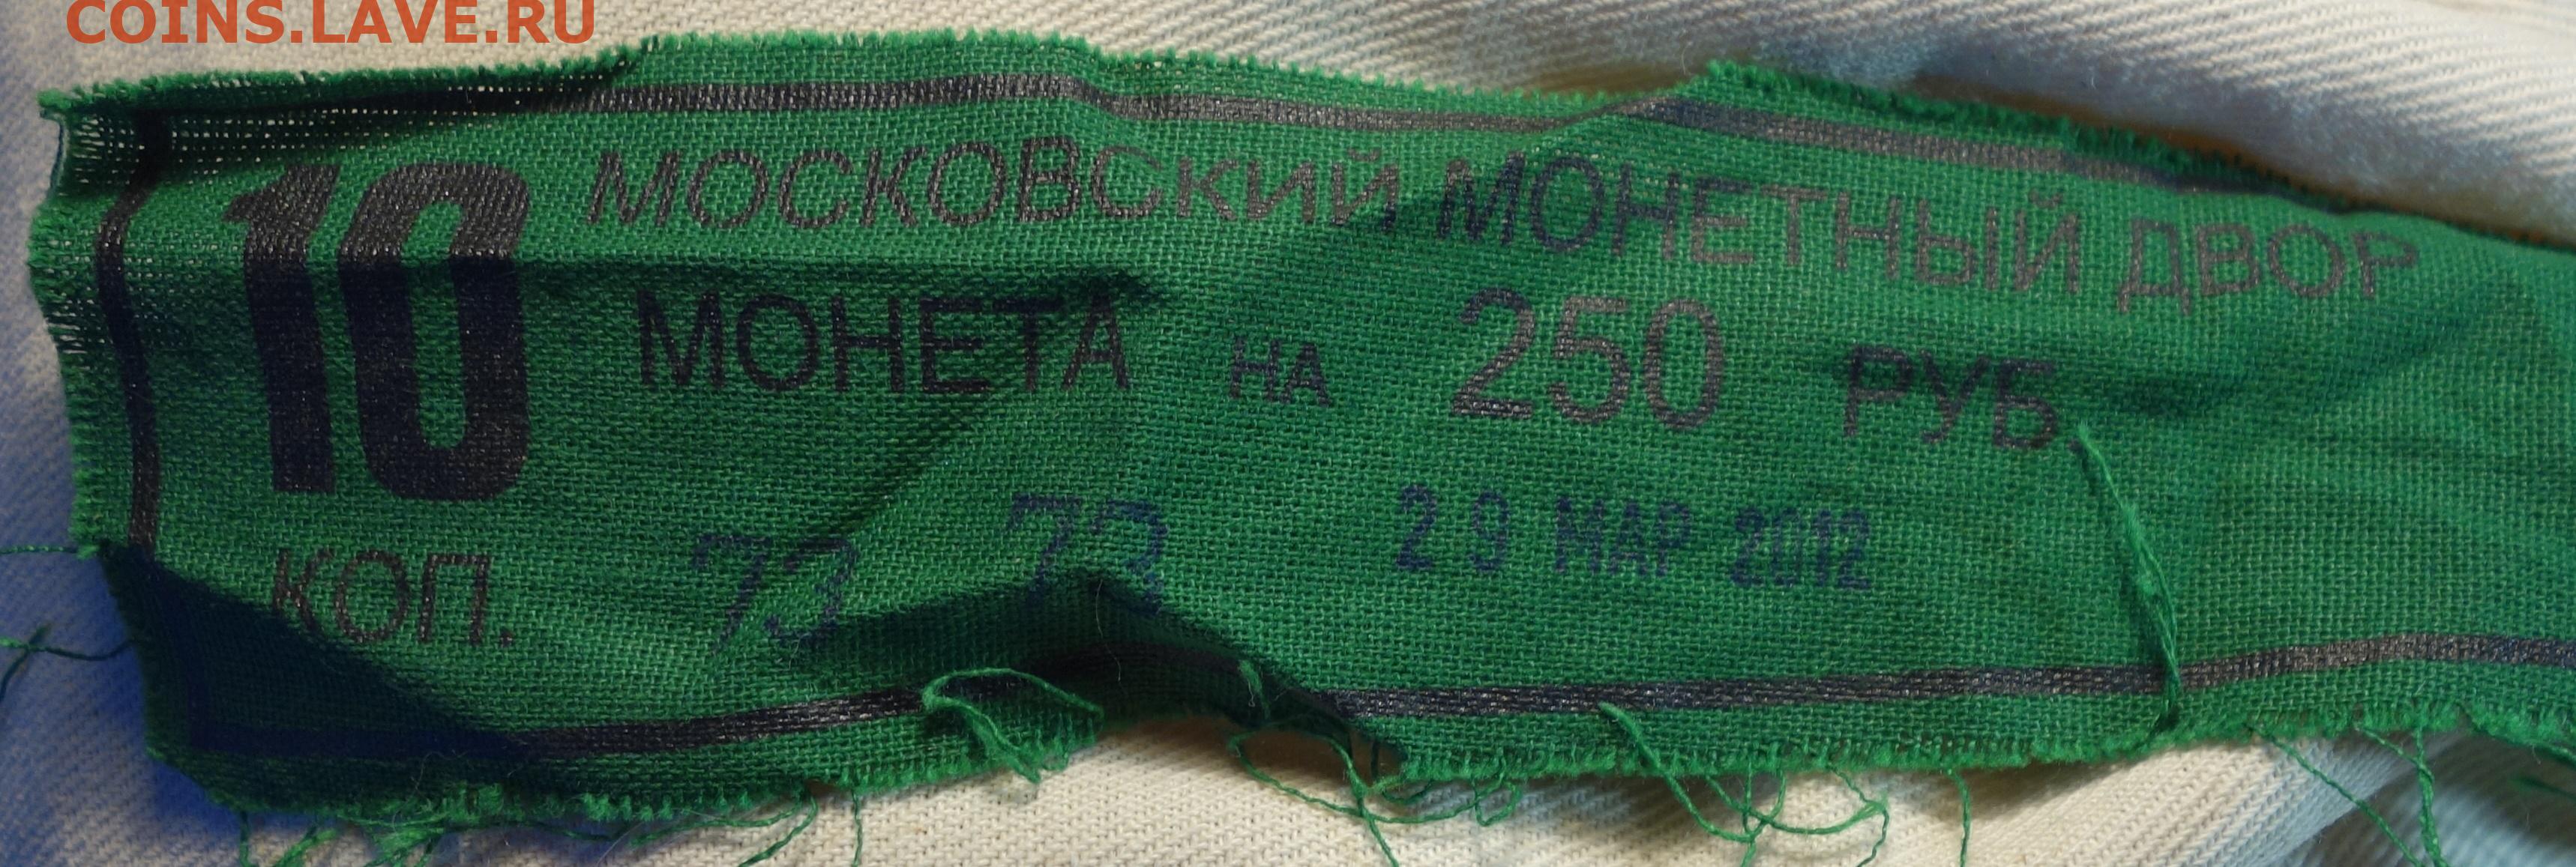 COINS.LAVE.RU
МОСКОВСКИЙ МОНЕТНЫЙ ДВОР
10 МОНЕТА НА 250 РУБ.
КОП. 73 73 29 МАР 2012